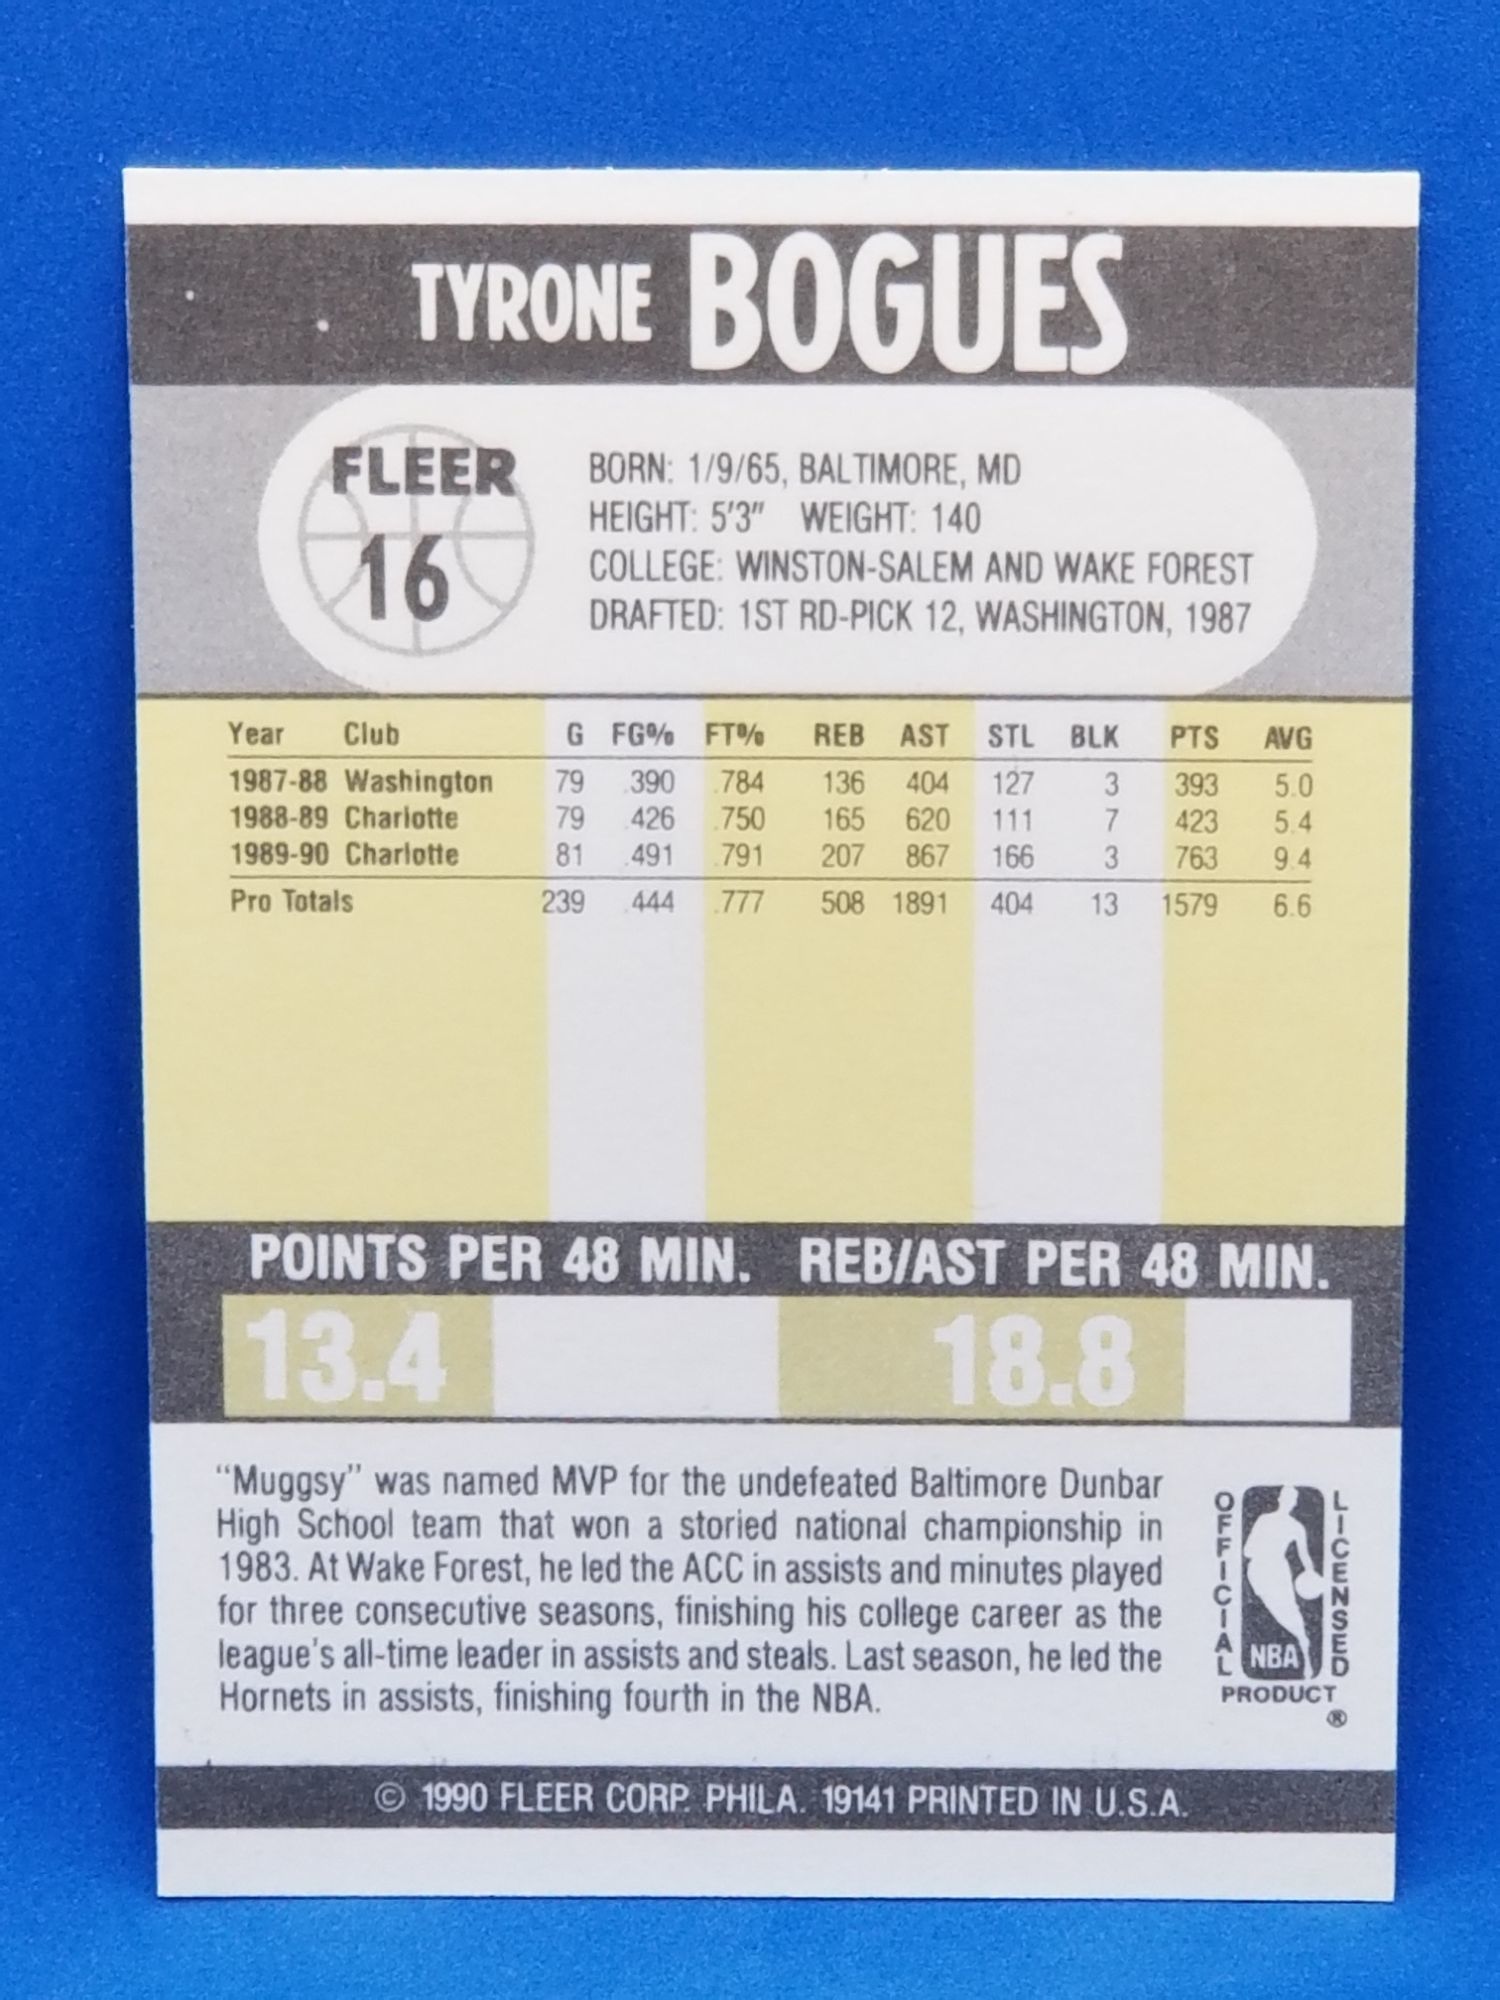 TYRONE BOGUES
FLEER
16
BORN: 1/9/65, BALTIMORE, MD
HEIGHT: 5'3" WEIGHT: 140
COLLEGE: WINSTON-SALEM AND WAKE FOREST
DRAFTED: 1ST RD-PICK 12, WASHINGTON, 1987
Year Club G FG% FT% REB AST STL BLK PTS AVG
1987-88 Washington 79 .390 .784 136 404 127 3 393 5.0
1988-89 Charlotte 79 .426 .750 165 620 111 7 423 5.4
1989-90 Charlotte 81 .491 .791 207 867 166 3 763 9.4
Pro Totals 239 .444 .777 508 1891 404 13 1579 6.6
POINTS PER 48 MIN. REB/AST PER 48 MIN.
13.4 18.8
"Muggsy" was named MVP for the undefeated Baltimore Dunbar
High School team that won a storied national championship in
1983. At Wake Forest, he led the ACC in assists and minutes played
for three consecutive seasons, finishing his college career as the
league's all-time leader in assists and steals. Last season, he led the
Hornets in assists, finishing fourth in the NBA.
OFFICIAL
LICENSED
NBA
PRODUCT
®
© 1990 FLEER CORP. PHILA. 19141 PRINTED IN U.S.A.